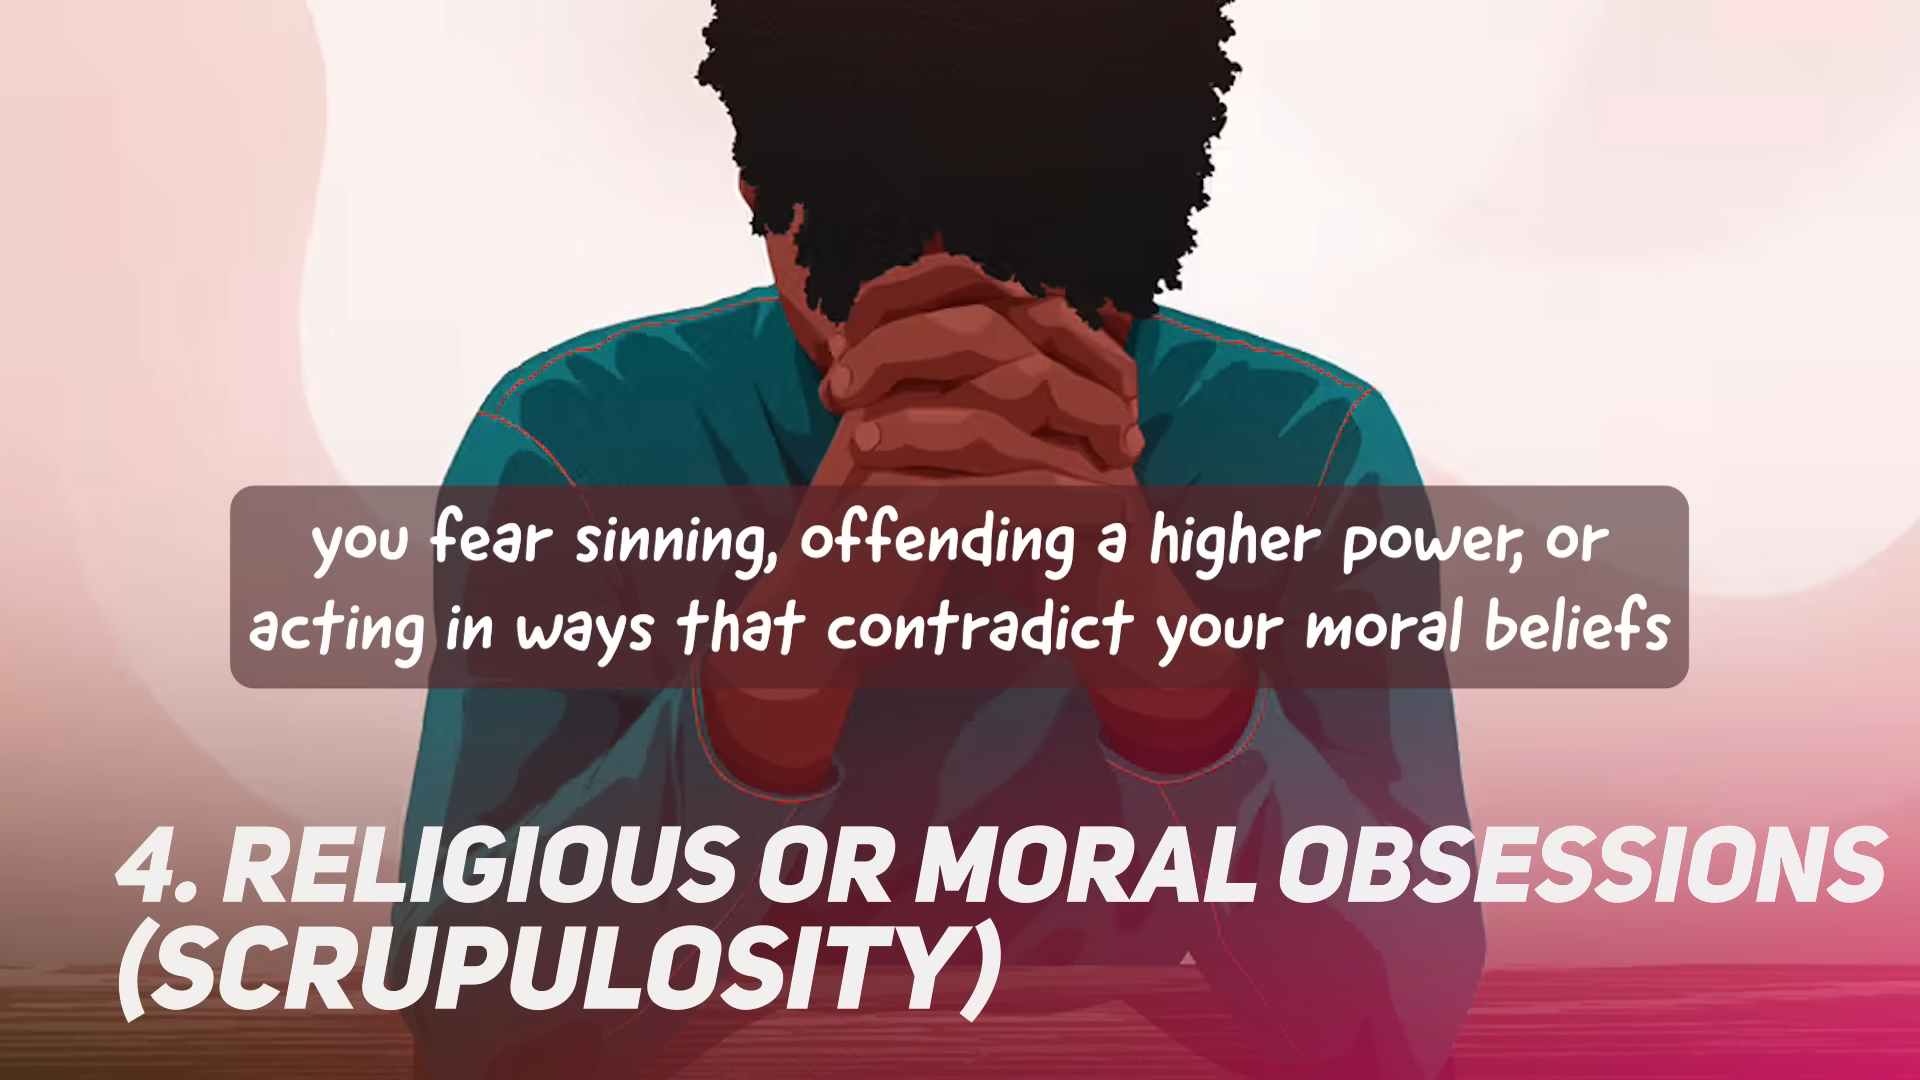 you fear sinning, offending a higher power, or
acting in ways that contradict your moral beliefs
4. RELIGIOUS OR MORAL OBSESSIONS
(SCRUPULOSITY)